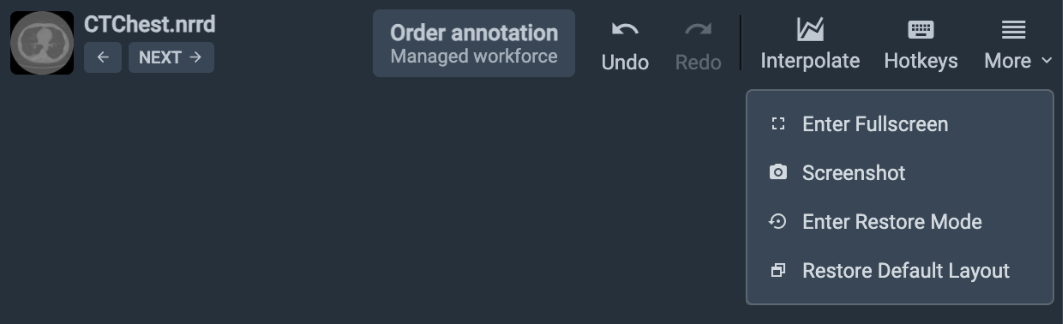 CTChest.nrrd
NEXT
Order annotation
Managed workforce
Undo
Redo
Interpolate
Hotkeys
More
Enter Fullscreen
Screenshot
Enter Restore Mode
Restore Default Layout